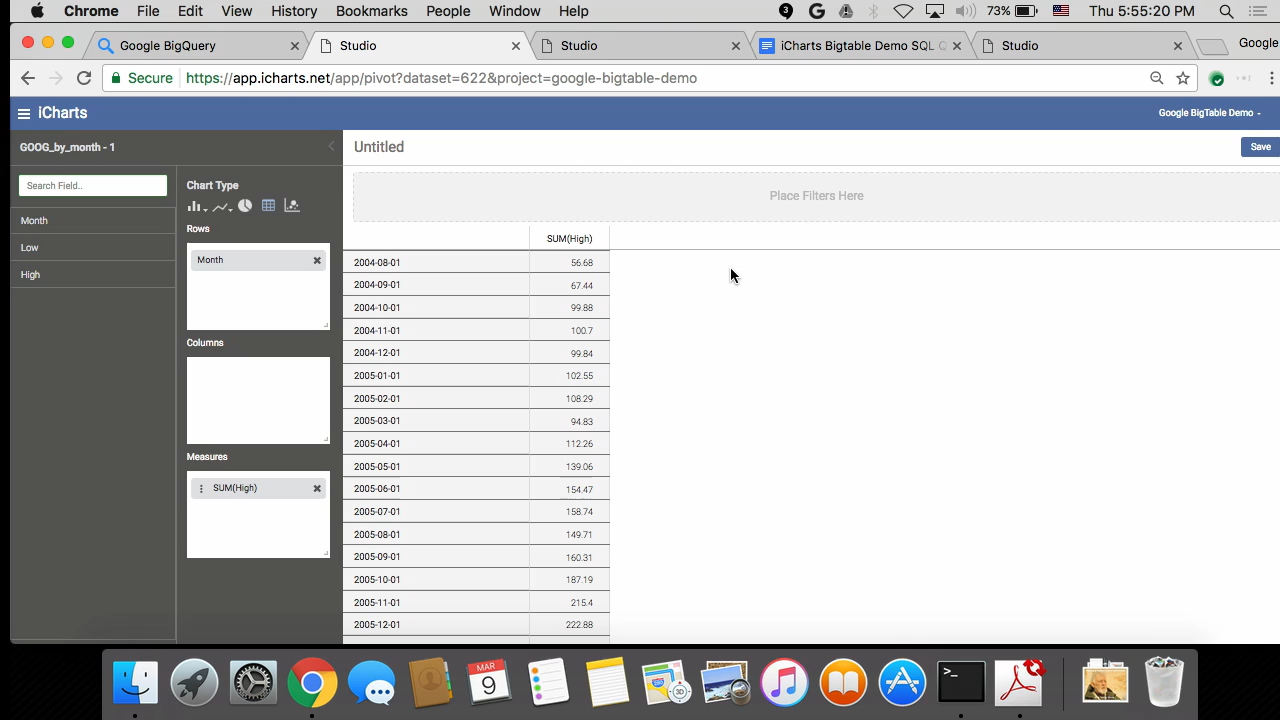 Chrome File Edit View History Bookmarks People Window Help 3 73% Thu 5:55:20 PM
Google BigQuery Studio Studio iCharts Bigtable Demo SQL Q Studio Google
Secure https://app.icharts.net/app/pivot?dataset=622&project=google-bigtable-demo
iCharts Google BigTable Demo
GOOG_by_month - 1
Untitled
Save
Search Field..
Month
Low
High
Chart Type
Rows
Month
Columns
Measures
SUM(High)
Place Filters Here
SUM(High)
2004-08-01 56.68
2004-09-01 67.44
2004-10-01 99.88
2004-11-01 100.7
2004-12-01 99.84
2005-01-01 102.55
2005-02-01 108.29
2005-03-01 94.83
2005-04-01 112.26
2005-05-01 139.06
2005-06-01 154.47
2005-07-01 158.74
2005-08-01 149.71
2005-09-01 160.31
2005-10-01 187.19
2005-11-01 215.4
2005-12-01 222.88
MAR
9
3D
>_